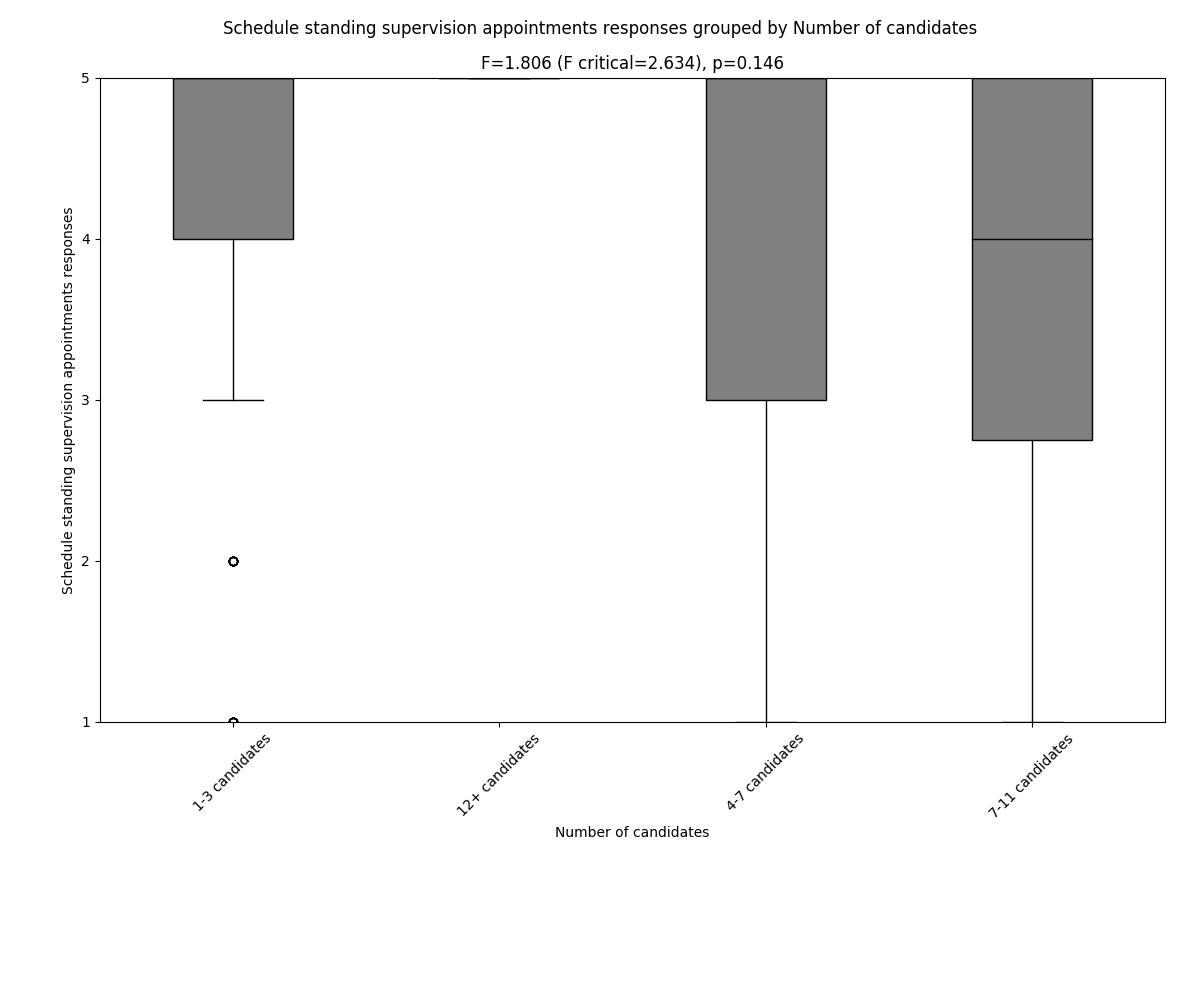 Schedule standing supervision appointments responses grouped by Number of candidates
F=1.806 (F critical=2.634), p=0.146
Schedule standing supervision appointments responses
5
4
3
2
1
1-3 candidates
12+ candidates
4-7 candidates
7-11 candidates
Number of candidates